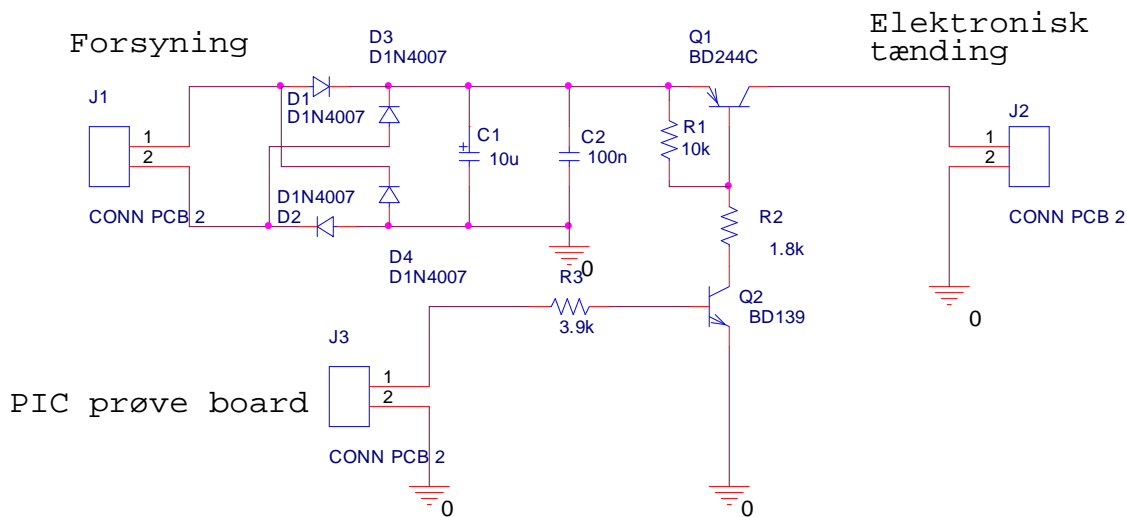 Forsyning
D3
D1N4007
Q1
BD244C
Elektronisk
tænding
J1
D1
D1N4007
1
2
CONN PCB 2
D1N4007
D2
C1
10u
C2
100n
R1
10k
J2
1
2
CONN PCB 2
R2
1.8k
D4
D1N4007
0
R3
3.9k
Q2
BD139
0
J3
1
2
PIC prøve board
CONN PCB 2
0
0